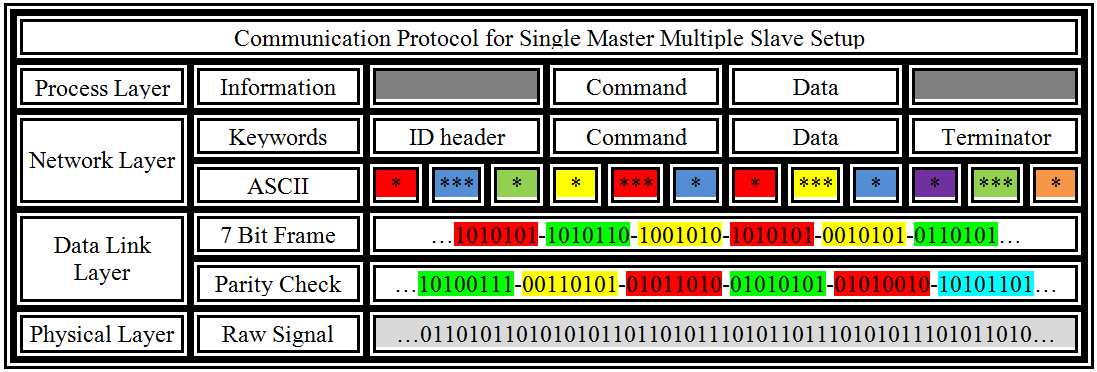 Communication Protocol for Single Master Multiple Slave Setup
Process Layer Information Command Data
Network Layer Keywords ID header Command Data Terminator
ASCII * *** * * *** * * *** * * *** *
Data Link Layer 7 Bit Frame …1010101-1010110-1001010-1010101-0010101-0110101…
Parity Check …10100111-00110101-01011010-01010101-01010010-10101101…
Physical Layer Raw Signal …01101011010101011011010111010110111010101110101011010…